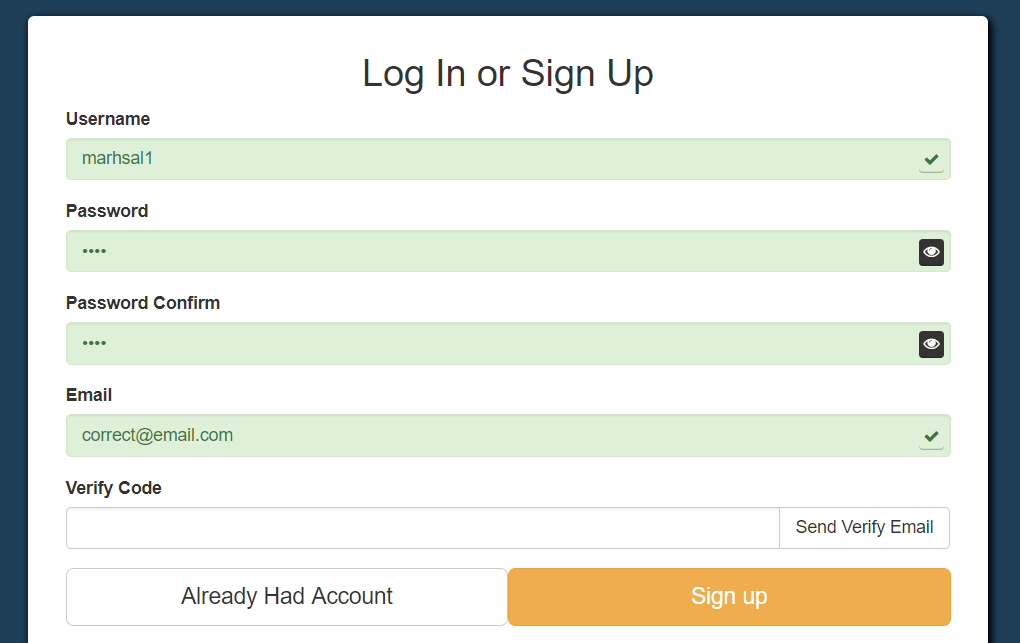 Log In or Sign Up
Username
marhsal1
Password
••••
Password Confirm
••••
Email
correct@email.com
Verify Code
Send Verify Email
Already Had Account
Sign up